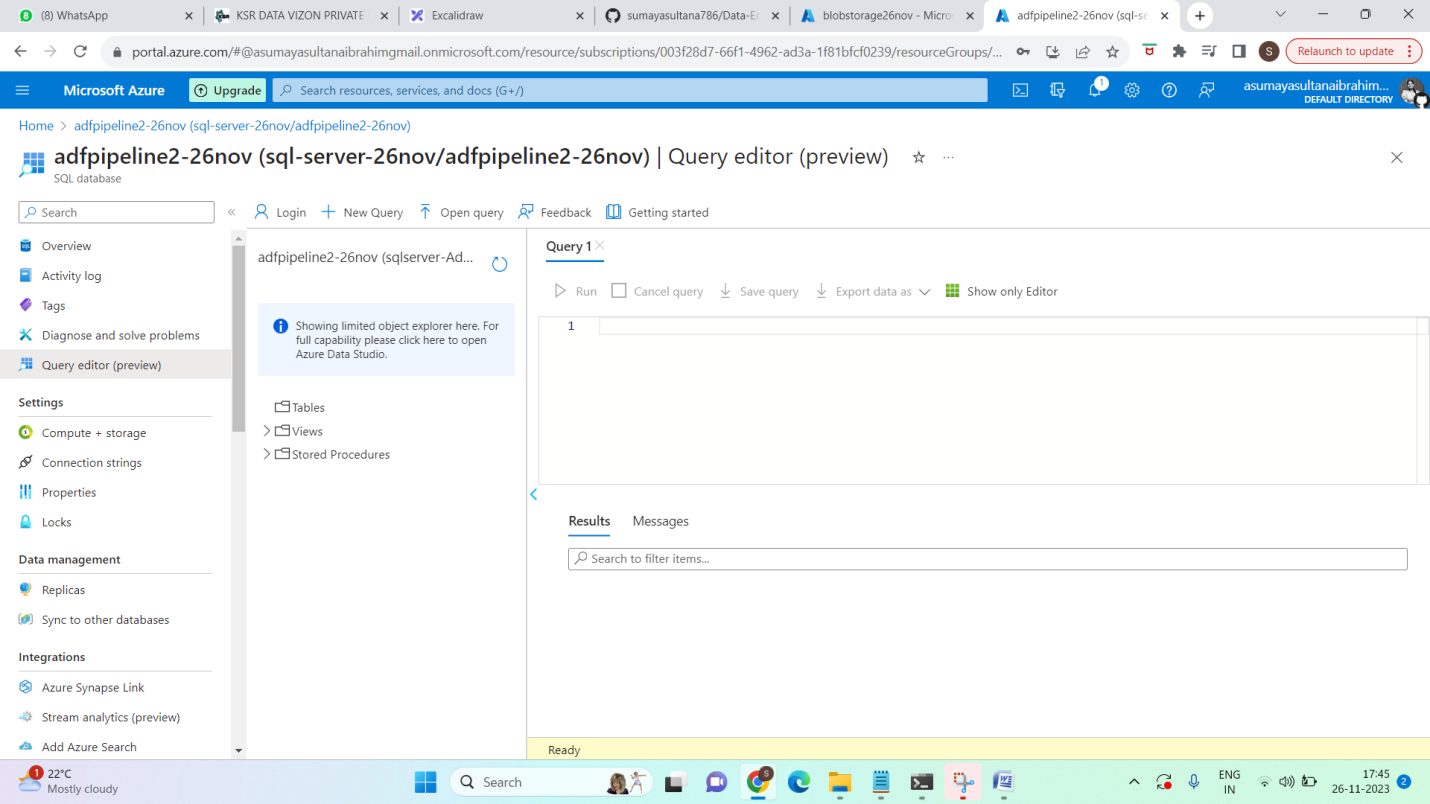 (8) WhatsApp
KSR DATA VIZON PRIVATE
Excalidraw
sumayasultana786/Data-E
blobstorage26nov - Micros
adfpipeline2-26nov (sql-se
portal.azure.com/#@asumayasultanaibrahimgmail.onmicrosoft.com/resource/subscriptions/003f28d7-66f1-4962-ad3a-1f81bfcf0239/resourceGroups/...
S
Relaunch to update
Microsoft Azure
Upgrade
Search resources, services, and docs (G+/)
1
asumayasultanaibrahim...
DEFAULT DIRECTORY
Home > adfpipeline2-26nov (sql-server-26nov/adfpipeline2-26nov)
adfpipeline2-26nov (sql-server-26nov/adfpipeline2-26nov) | Query editor (preview)
SQL database
Search
Login
New Query
Open query
Feedback
Getting started
Overview
Activity log
Tags
Diagnose and solve problems
Query editor (preview)
Settings
Compute + storage
Connection strings
Properties
Locks
Data management
Replicas
Sync to other databases
Integrations
Azure Synapse Link
Stream analytics (preview)
Add Azure Search
adfpipeline2-26nov (sqlserver-Ad...
Showing limited object explorer here. For
full capability please click here to open
Azure Data Studio.
Tables
Views
Stored Procedures
Query 1
Run
Cancel query
Save query
Export data as
Show only Editor
1
Results
Messages
Search to filter items...
Ready
1
22°C
Mostly cloudy
Search
ENG
IN
17:45
26-11-2023
2